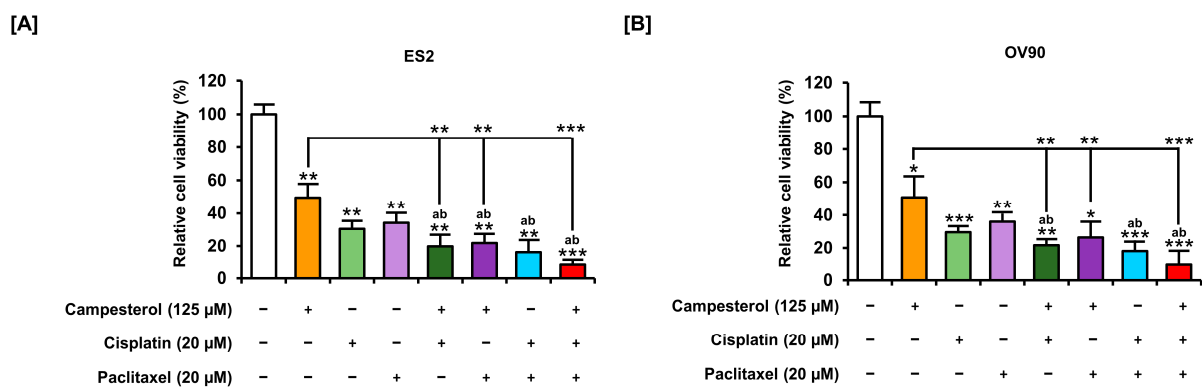 [A]
ES2
Relative cell viability (%)
120
100
80
60
40
20
0
** ** ***
**
**
**
ab
**
ab
**
ab
**
ab
***
Campesterol (125 µM) − + − − + + − +
Cisplatin (20 µM) − − + − + − + +
Paclitaxel (20 µM) − − − + − + + +
[B]
OV90
Relative cell viability (%)
120
100
80
60
40
20
0
** ** ***
*
***
**
ab
**
*
ab
***
ab
***
Campesterol (125 µM) − + − − + + − +
Cisplatin (20 µM) − − + − + − + +
Paclitaxel (20 µM) − − − + − + + +